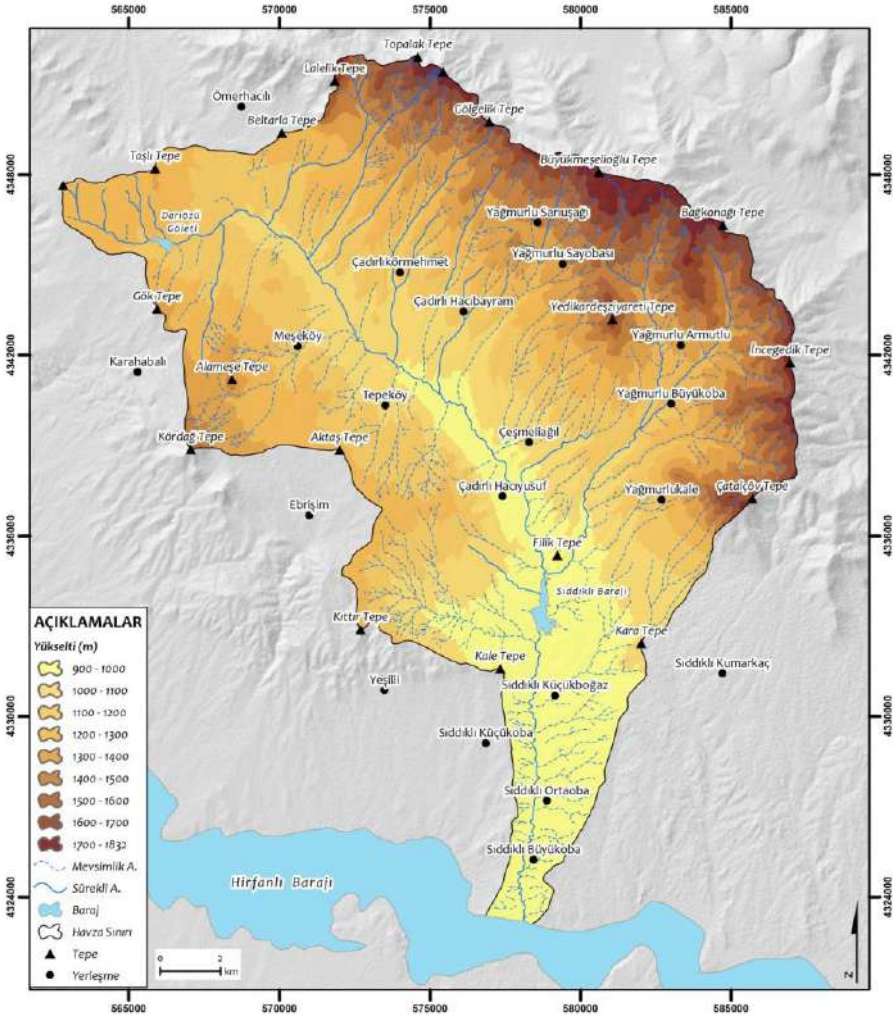 565000
570000
575000
580000
585000
Topalak Tepe
Lalelik Tepe
Ömerhacılı
Gölgelik Tepe
Beltarla Tepe
Taşlı Tepe
Büyükmeşelioğlu Tepe
4348000
4348000
Yağmurlu Sarıuşağı
Bağkonağı Tepe
Darıözü
Göleti
Yağmurlu Sayobası
Çadırlıkörmehmet
Gök Tepe
Çadırlı Hacıbayram
Yedikardeşziyareti Tepe
Meşeköy
Yağmurlu Armutlu
4342000
4342000
İncegedik Tepe
Karahabalı
Alameşe Tepe
Tepeköy
Yağmurlu Büyükoba
Kördağ Tepe
Aktaş Tepe
Çeşmeliağıl
Çadırlı Hacıyusuf
Yağmurlukale
Çatalçöv Tepe
Ebrişim
4336000
4336000
Filik Tepe
Sıddıklı Barajı
Kıttır Tepe
Kara Tepe
Kale Tepe
Sıddıklı Kumarkaç
Yeşilli
Sıddıklı Küçükboğaz
4330000
4330000
Sıddıklı Küçükoba
Sıddıklı Ortaoba
Sıddıklı Büyükoba
Hirfanlı Barajı
4324000
4324000
AÇIKLAMALAR
Yükselti (m)
900 - 1000
1000 - 1100
1100 - 1200
1200 - 1300
1300 - 1400
1400 - 1500
1500 - 1600
1600 - 1700
1700 - 1832
Mevsimlik A.
Sürekli A.
Baraj
Havza Sınırı
Tepe
Yerleşme
0 2
km
N
565000
570000
575000
580000
585000